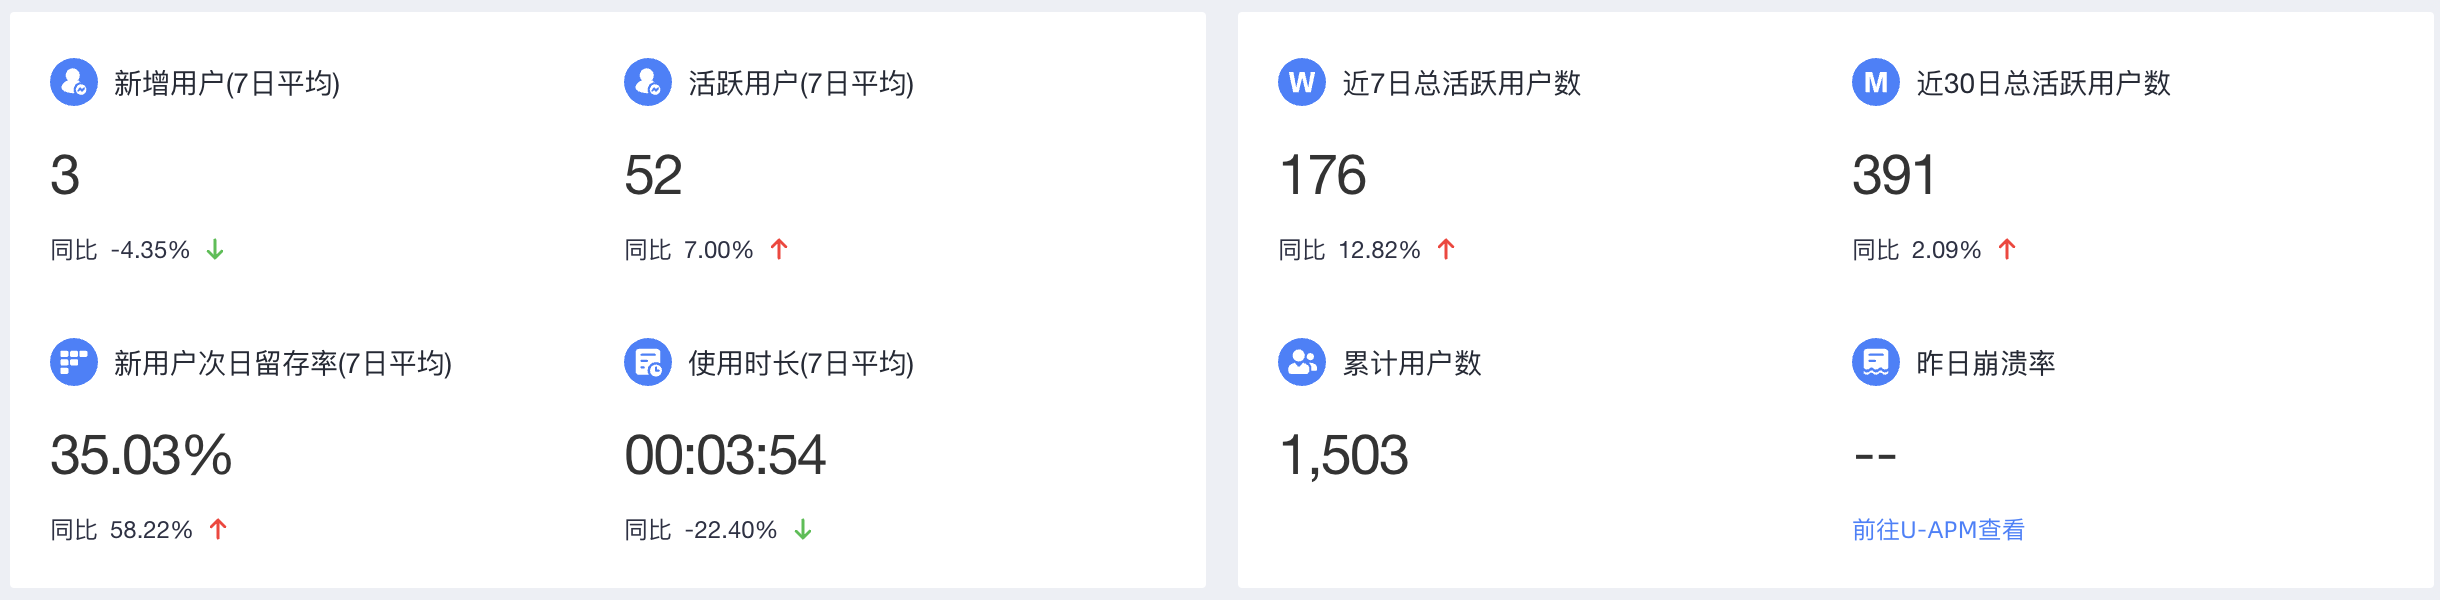 新增用户(7日平均)
3
同比 -4.35% ↓
活跃用户(7日平均)
52
同比 7.00% ↑
新用户次日留存率(7日平均)
35.03%
同比 58.22% ↑
使用时长(7日平均)
00:03:54
同比 -22.40% ↓
W 近7日总活跃用户数
176
同比 12.82% ↑
M 近30日总活跃用户数
391
同比 2.09% ↑
累计用户数
1,503
昨日崩溃率
--
前往U-APM查看